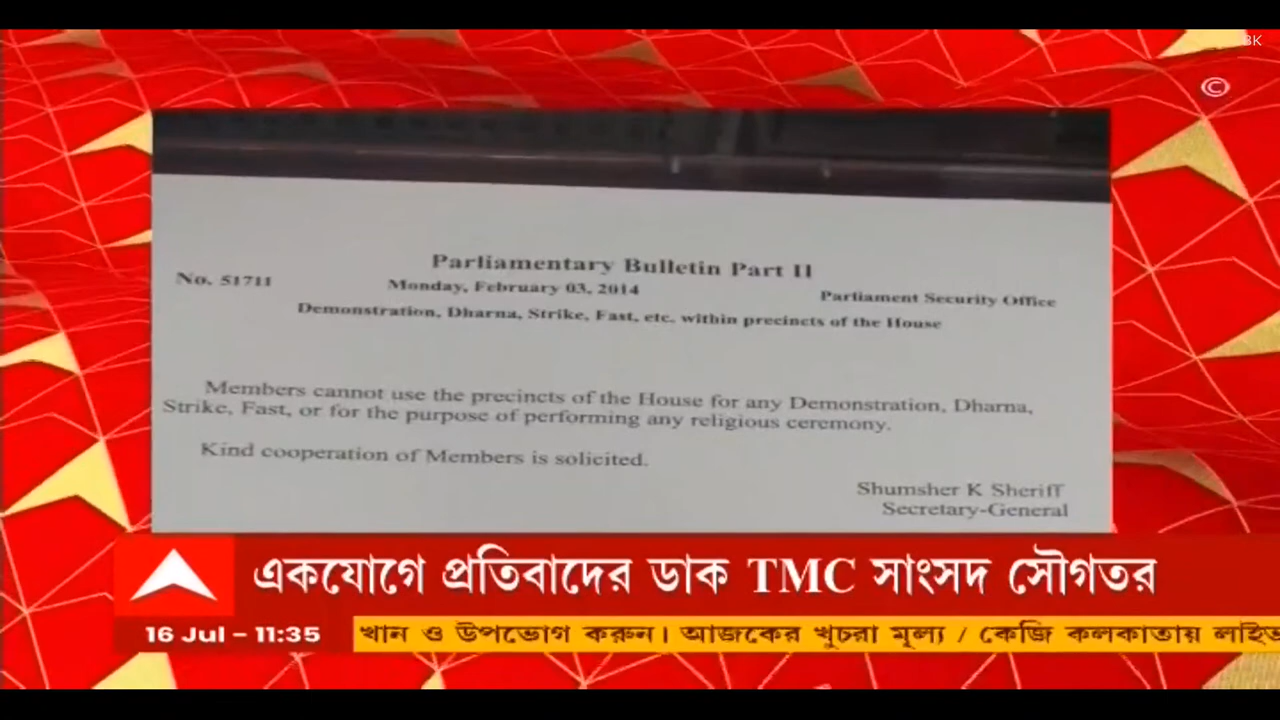 ©
Parliamentary Bulletin Part II
No. 51711
Monday, February 03, 2014
Parliament Security Office
Demonstration, Dharna, Strike, Fast, etc. within precincts of the House
Members cannot use the precincts of the House for any Demonstration, Dharna,
Strike, Fast, or for the purpose of performing any religious ceremony.
Kind cooperation of Members is solicited.
Shumsher K Sheriff
Secretary-General
একযোগে প্রতিবাদের ডাক TMC সাংসদ সৌগতর
16 Jul – 11:35
খান ও উপভোগ করুন। আজকের খুচরা মূল্য / কেজি কলকাতায়